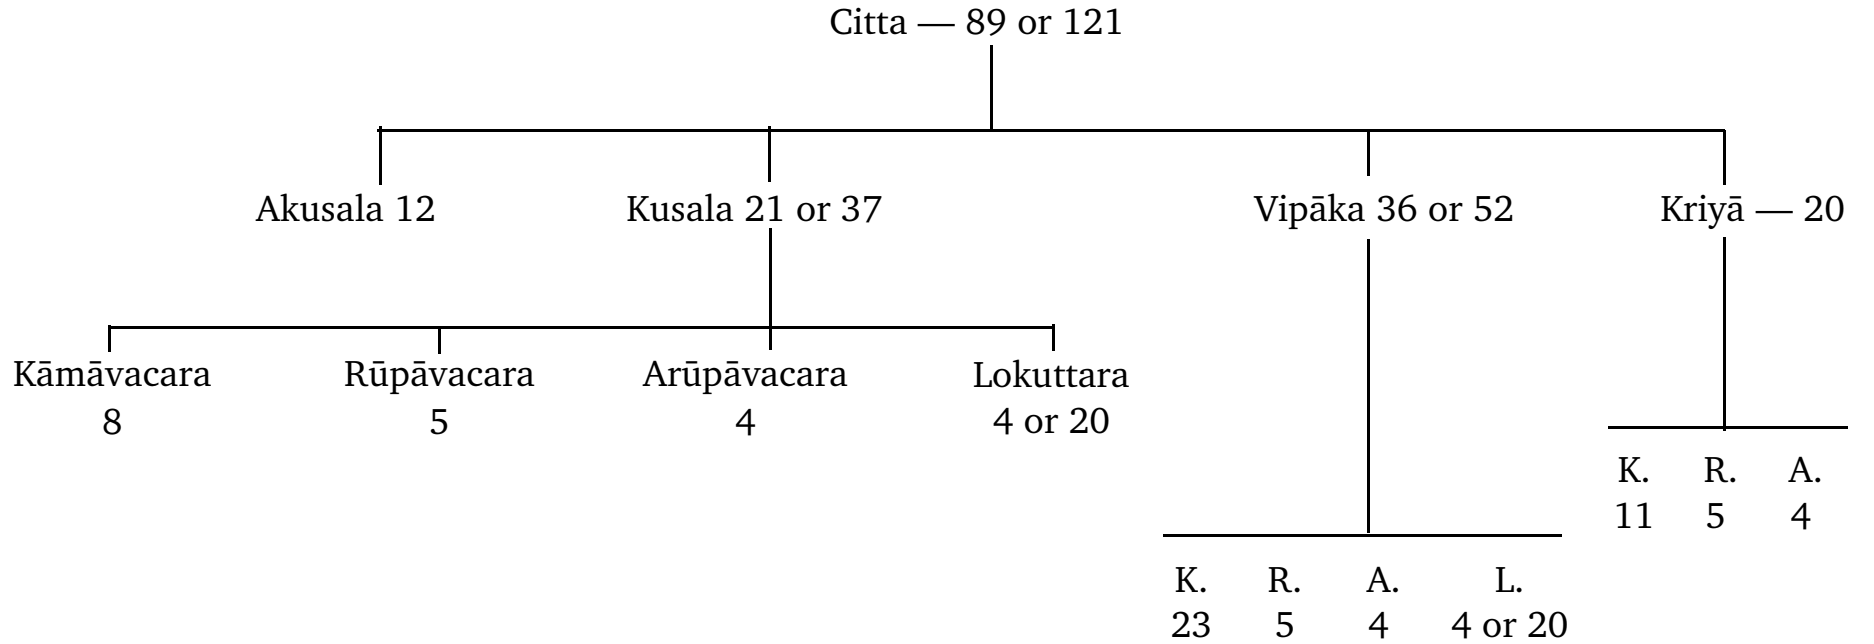 Citta — 89 or 121
Akusala 12 Kusala 21 or 37 Vipāka 36 or 52 Kriyā — 20
Kāmāvacara Rūpāvacara Arūpāvacara Lokuttara
8 5 4 4 or 20
K. R. A.
11 5 4
K. R. A. L.
23 5 4 4 or 20